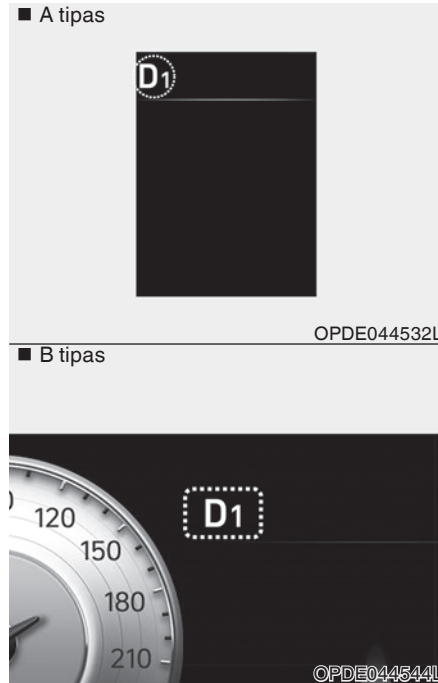 ■ A tipas
D1
OPDE044532L
■ B tipas
D1
120
150
180
210
OPDE044544L